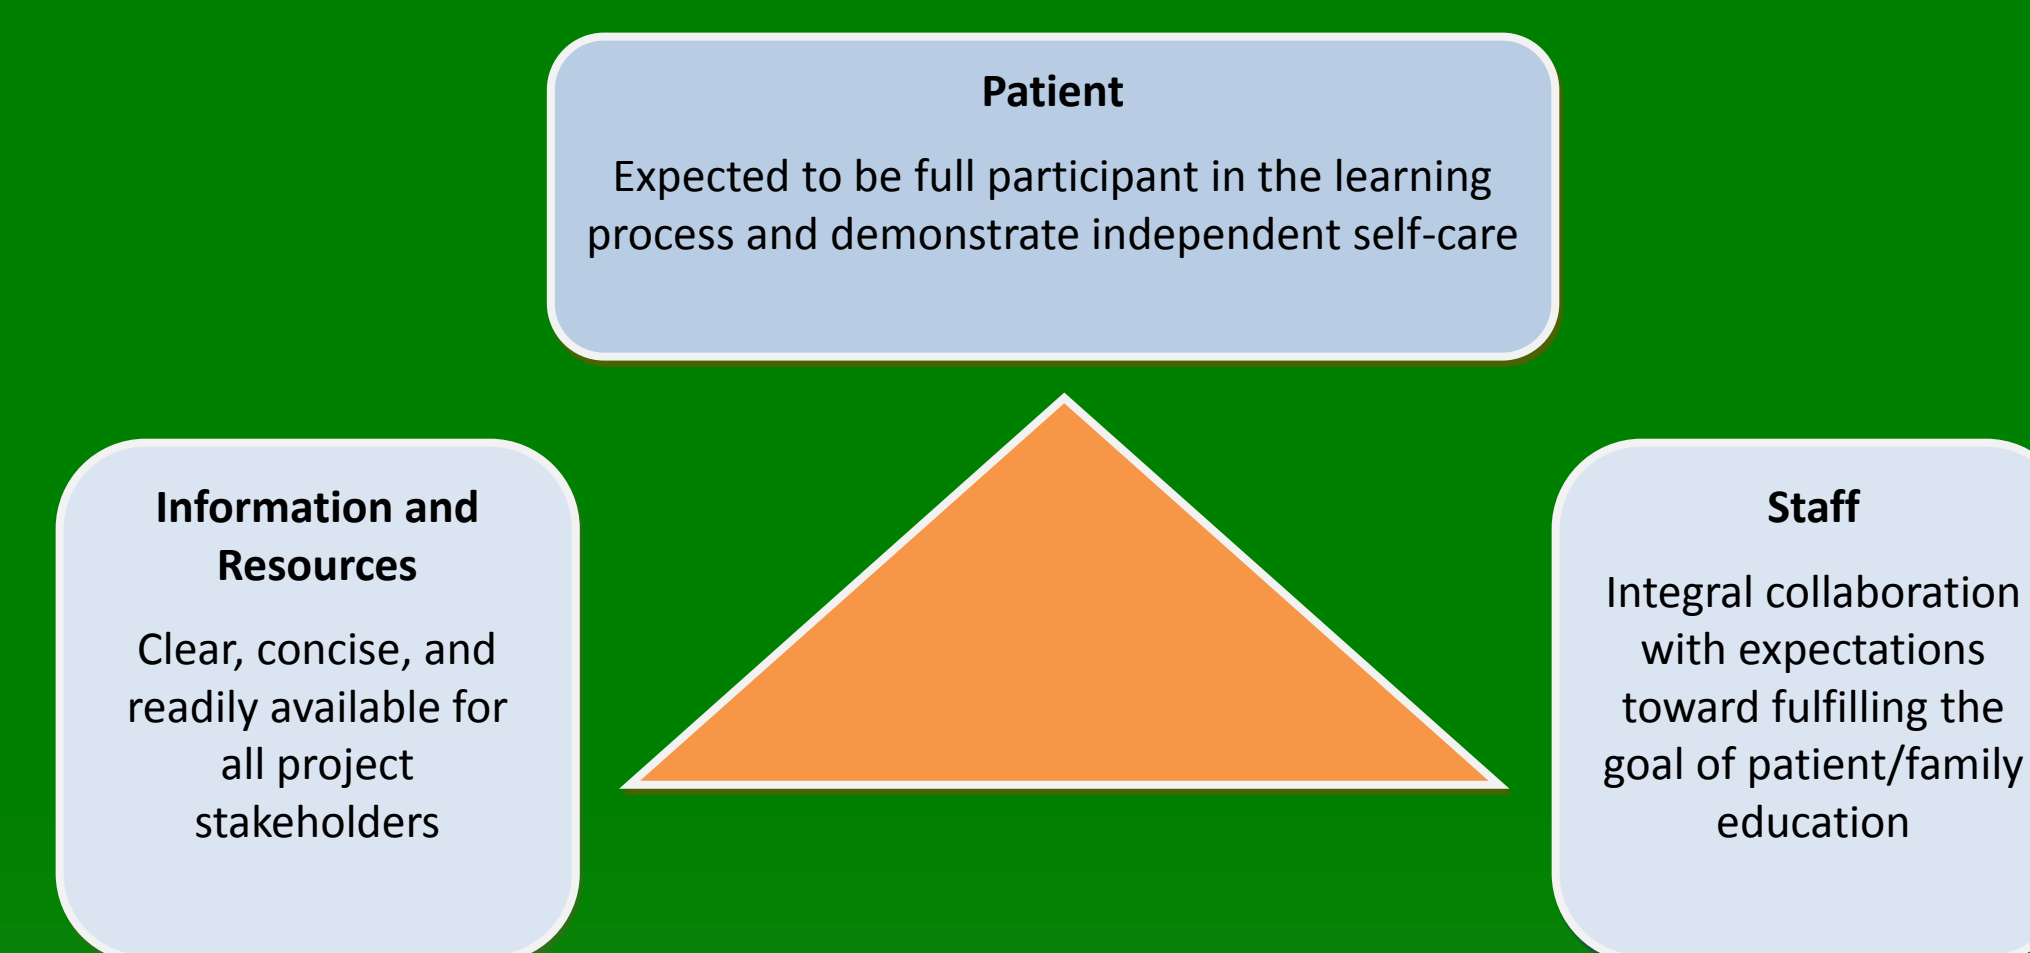 Patient
Expected to be full participant in the learning
process and demonstrate independent self-care
Information and
Resources
Clear, concise, and
readily available for
all project
stakeholders
Staff
Integral collaboration
with expectations
toward fulfilling the
goal of patient/family
education